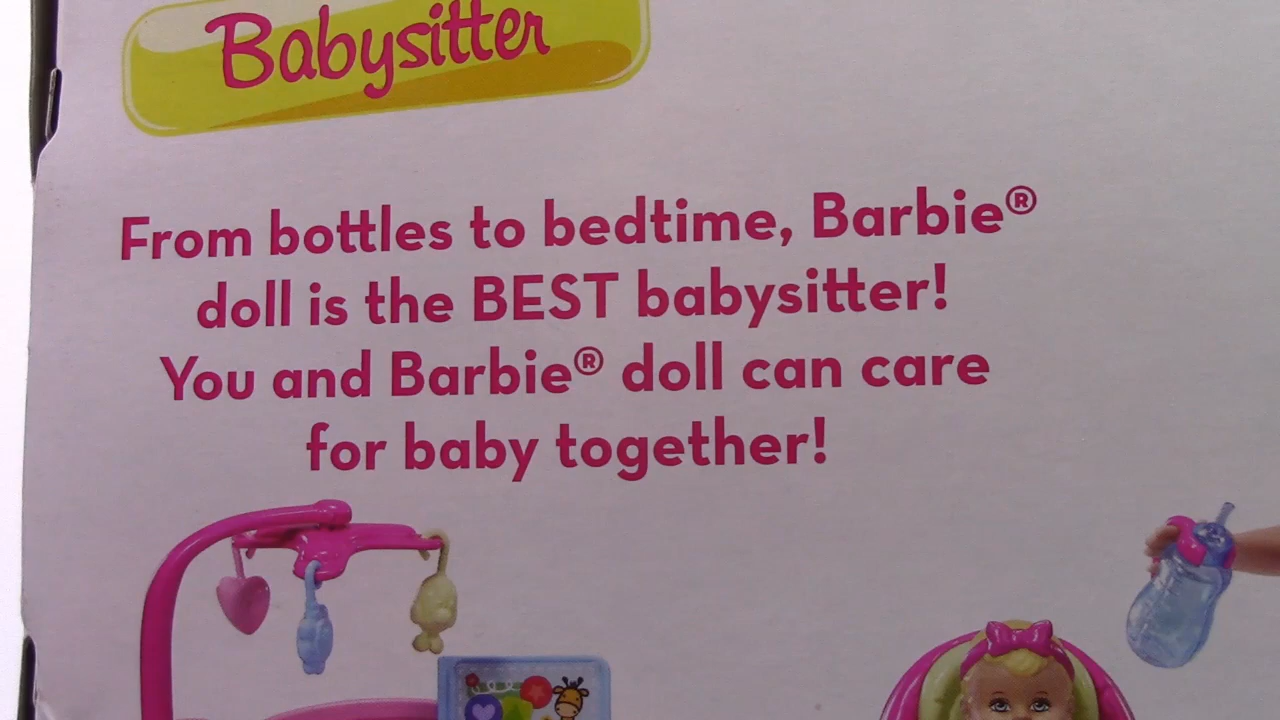 Babysitter
From bottles to bedtime, Barbie®
doll is the BEST babysitter!
You and Barbie® doll can care
for baby together!